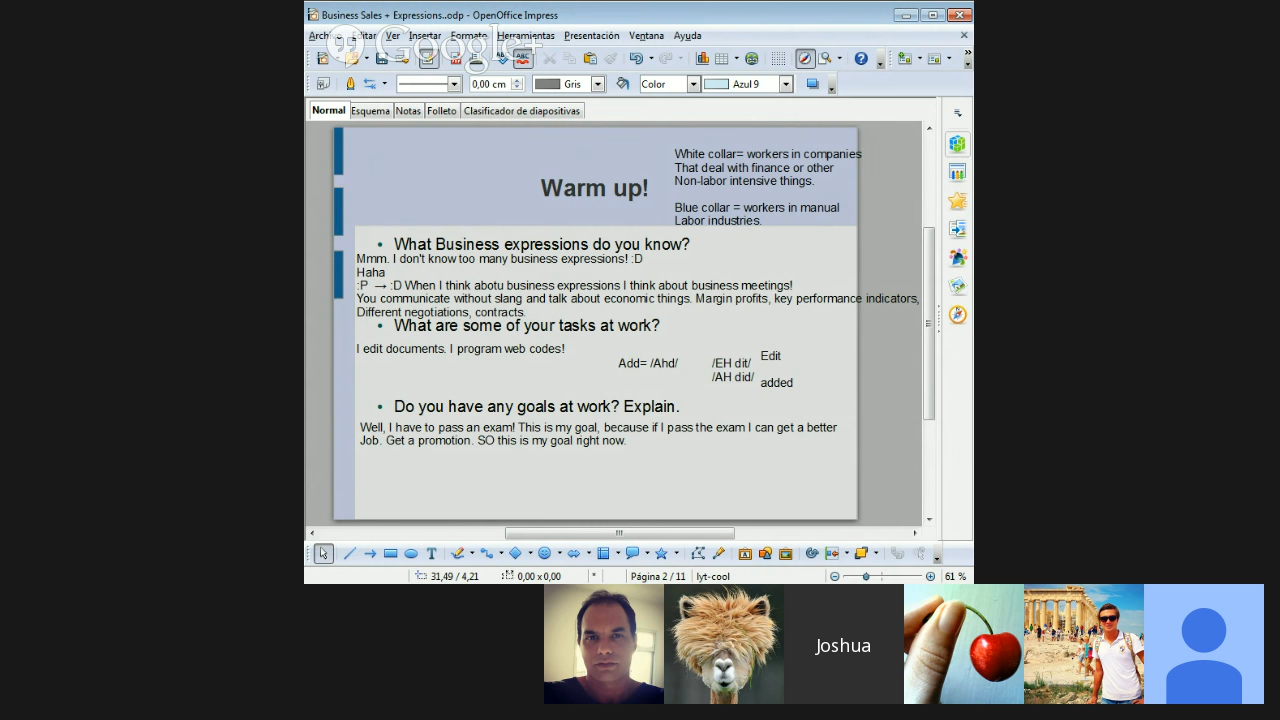 Business Sales + Expressions..odp - OpenOffice Impress
Google+
Archivo Editar Ver Insertar Formato Herramientas Presentación Ventana Ayuda
0,00 cm Gris Color Azul 9
Normal Esquema Notas Folleto Clasificador de diapositivas
White collar= workers in companies
That deal with finance or other
Non-labor intensive things.
Warm up!
Blue collar = workers in manual
Labor industries.
• What Business expressions do you know?
Mmm. I don't know too many business expressions! :D
Haha
:P → :D When I think abotu business expressions I think about business meetings!
You communicate without slang and talk about economic things. Margin profits, key performance indicators,
Different negotiations, contracts.
• What are some of your tasks at work?
I edit documents. I program web codes!
Add= /Ahd/ /EH dit/ Edit
/AH did/ added
• Do you have any goals at work? Explain.
Well, I have to pass an exam! This is my goal, because if I pass the exam I can get a better
Job. Get a promotion. SO this is my goal right now.
31,49 / 4,21 0,00 x 0,00 * Página 2 / 11 lyt-cool 61 %
Joshua